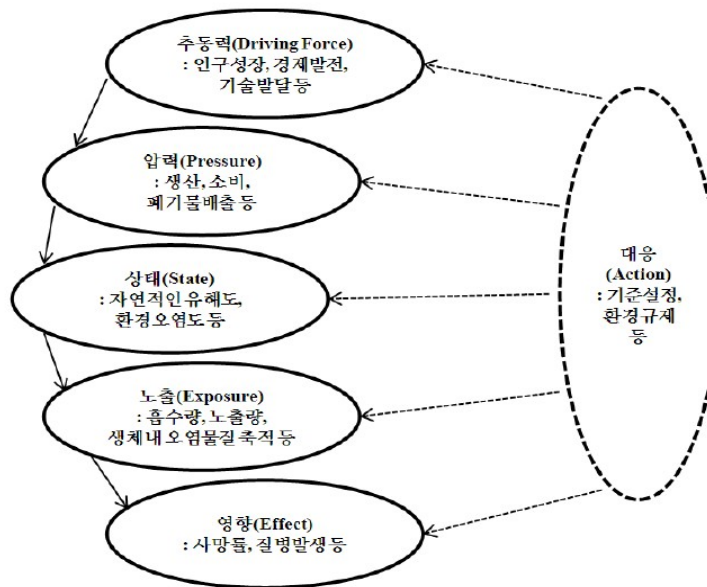 추동력(Driving Force)
: 인구성장, 경제발전,
기술발달등
압력(Pressure)
: 생산, 소비,
폐기물배출등
상태(State)
: 자연적인유해도,
환경오염도등
노출(Exposure)
: 흡수량, 노출량,
생체내오염물질축적등
영향(Effect)
: 사망률, 질병발생등
대응
(Action)
: 기준설정,
환경규제
등